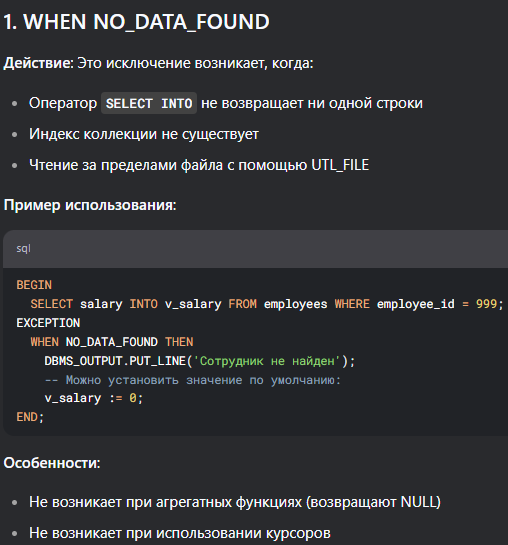 1. WHEN NO_DATA_FOUND
Действие: Это исключение возникает, когда:
• Оператор SELECT INTO не возвращает ни одной строки
• Индекс коллекции не существует
• Чтение за пределами файла с помощью UTL_FILE
Пример использования:
sql
BEGIN
  SELECT salary INTO v_salary FROM employees WHERE employee_id = 999;
EXCEPTION
  WHEN NO_DATA_FOUND THEN
    DBMS_OUTPUT.PUT_LINE('Сотрудник не найден');
    -- Можно установить значение по умолчанию:
    v_salary := 0;
END;
Особенности:
• Не возникает при агрегатных функциях (возвращают NULL)
• Не возникает при использовании курсоров